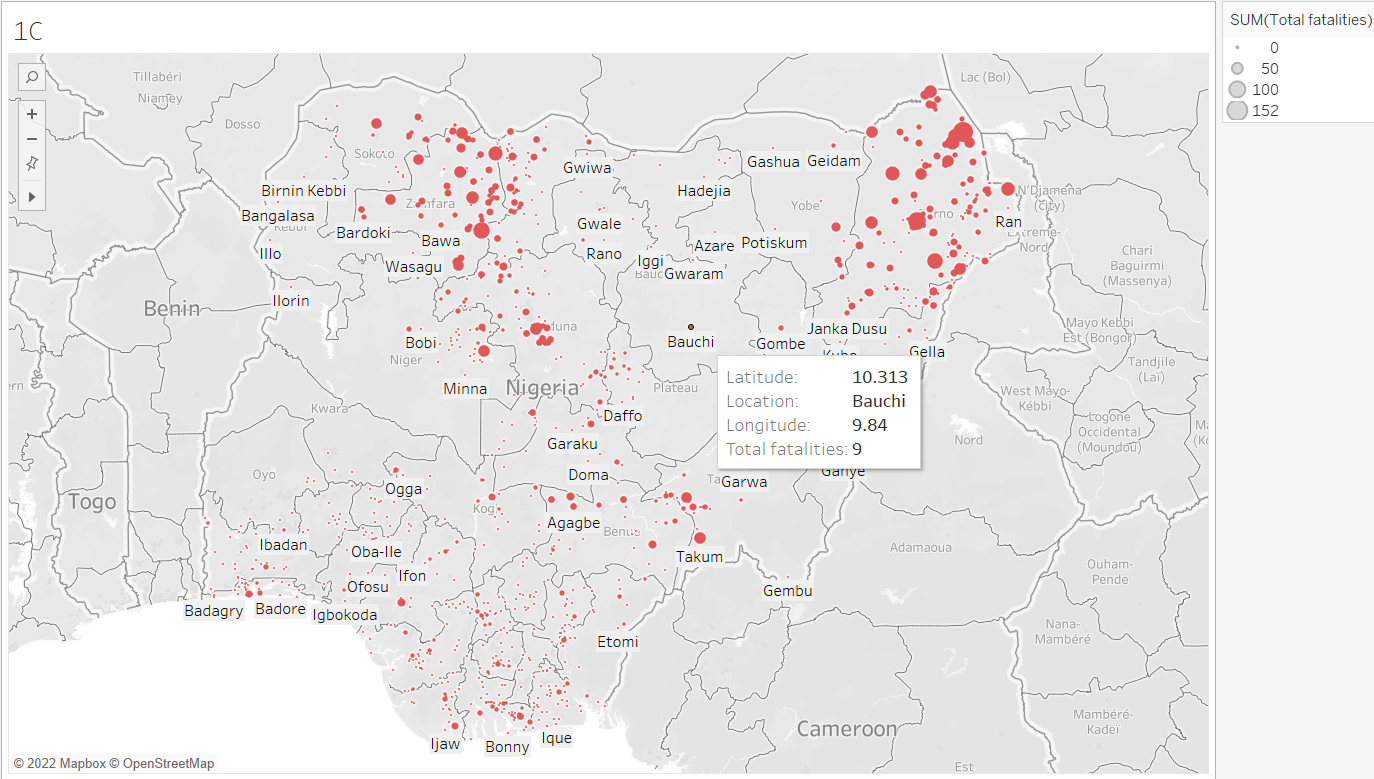 1C
SUM(Total fatalities)
0
50
100
152
Tillabéri
Niamey
Dosso
Lac (Bol)
Sokoto
Gwiwa
Gashua
Geidam
Birnin Kebbi
Hadejia
N'Djamena
(city)
Zamfara
Yobe
Bangalasa
Kebbi
Gwale
Ran
Bardoki
Extreme-
Nord
Bawa
Azare
Potiskum
Illo
Rano
Iggi
Chari
Baguirmi
(Massenya)
Wasagu
Gwaram
Ilorin
Benin
Mayo Kebbi
Est (Bongor)
Janka Dusu
Bobi
Bauchi
Gombe
Gella
Niger
Tandjile
(Lai)
Latitude: 10.313
Location: Bauchi
Longitude: 9.84
Total fatalities: 9
Minna
Nigeria
Plateau
West Mayo-
Kébbi
Kwara
Daffo
Logone
Occidental
(Moundou)
Garaku
Nord
Oyo
Doma
Ganye
Ogga
Garwa
Togo
Kog
Agagbe
Benue
Ibadan
Oba-Ile
Takum
Adamaoua
Ifon
Ouham-
Pende
Ofosu
Gembu
Badagry
Badore
Igbokoda
Nana-
Mambéré
Etomi
Cameroon
Mambéré-
Kadeï
Ijaw
Bonny
Ique
Est
© 2022 Mapbox © OpenStreetMap